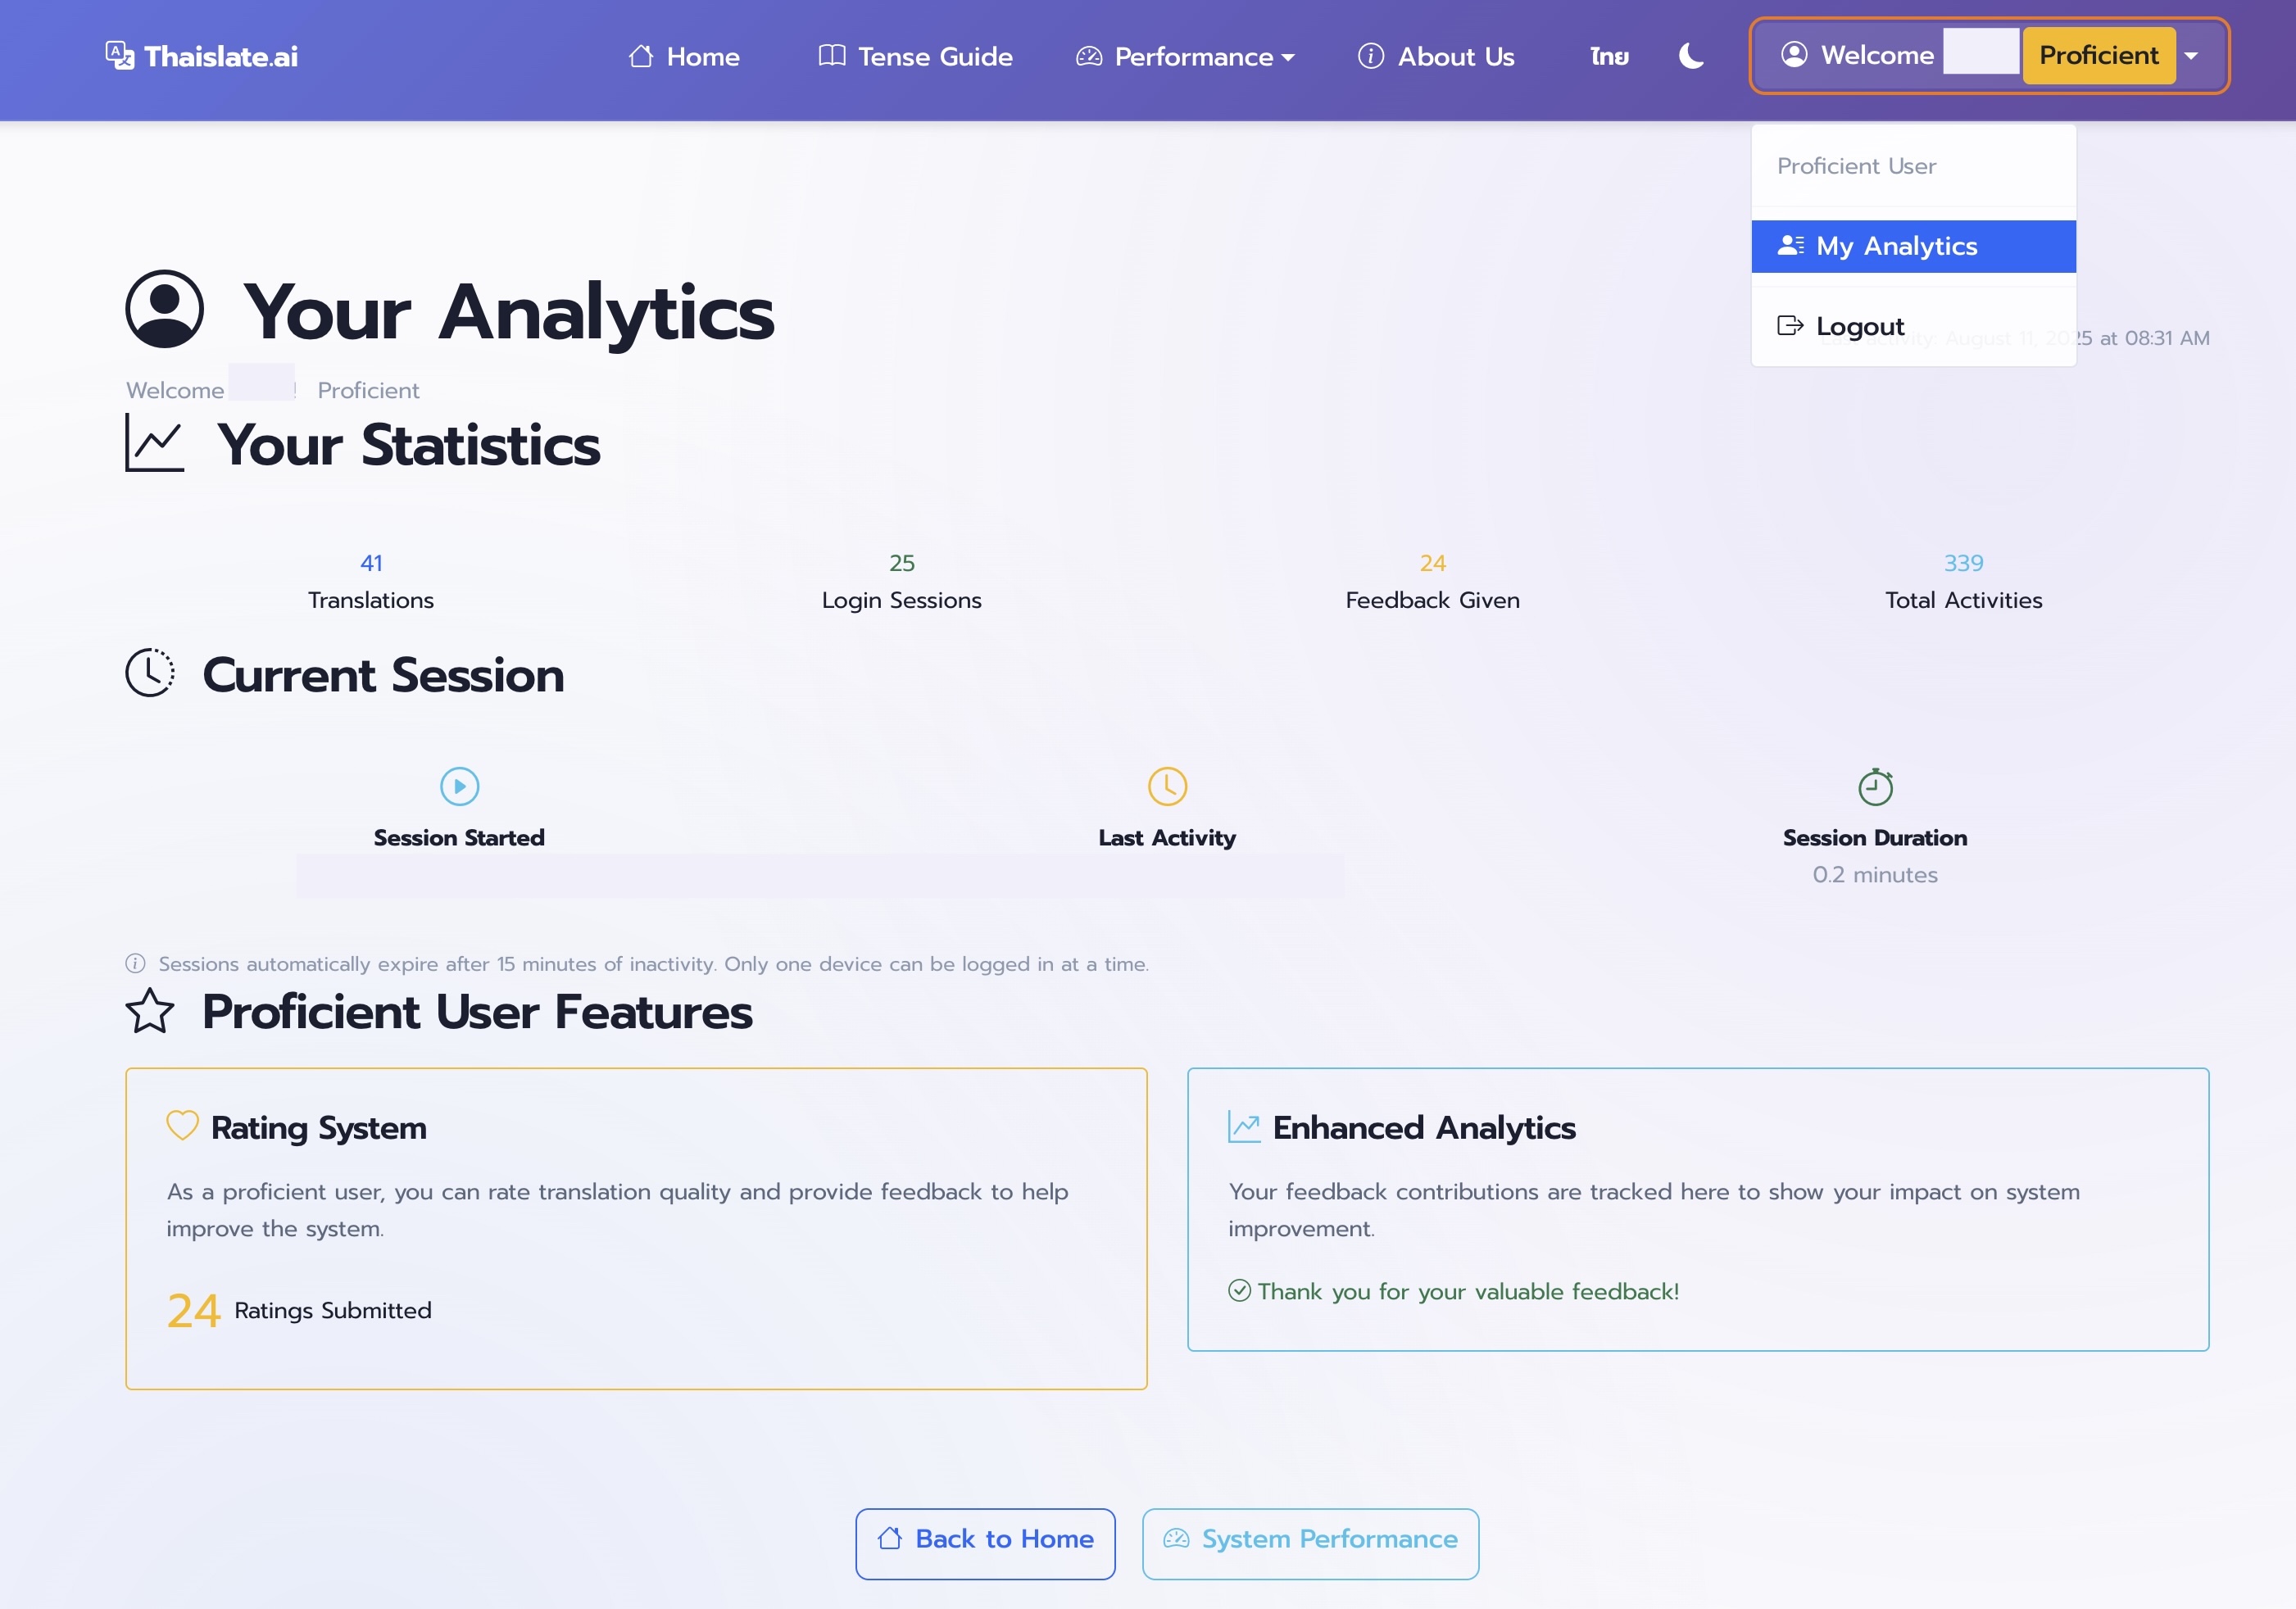 Thaislate.ai
Home
Tense Guide
Performance
About Us
ไทย
Welcome
Proficient
Proficient User
My Analytics
Logout
Your Analytics
Last activity: August 11, 2025 at 08:31 AM
Welcome ! Proficient
Your Statistics
41
Translations
25
Login Sessions
24
Feedback Given
339
Total Activities
Current Session
Session Started
Last Activity
Session Duration
0.2 minutes
Sessions automatically expire after 15 minutes of inactivity. Only one device can be logged in at a time.
Proficient User Features
Rating System
As a proficient user, you can rate translation quality and provide feedback to help
improve the system.
24 Ratings Submitted
Enhanced Analytics
Your feedback contributions are tracked here to show your impact on system
improvement.
Thank you for your valuable feedback!
Back to Home
System Performance